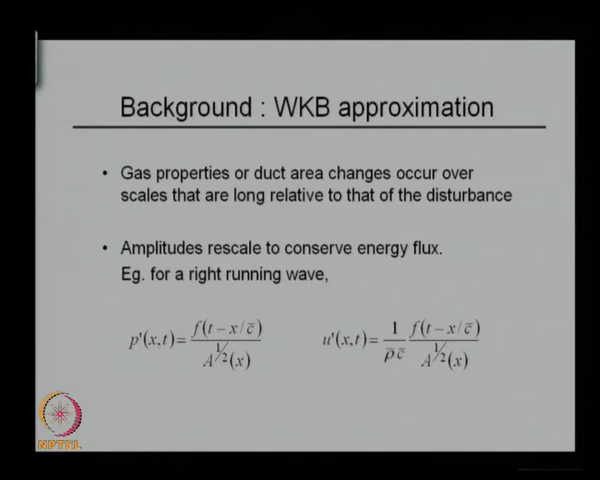 Background : WKB approximation
• Gas properties or duct area changes occur over
scales that are long relative to that of the disturbance
• Amplitudes rescale to conserve energy flux.
Eg. for a right running wave,
p'(x,t) = f(t − x/c̄) / A^{1/2}(x)    u'(x,t) = 1/(ρ̄ c̄) f(t − x/c̄) / A^{1/2}(x)
NPTEL